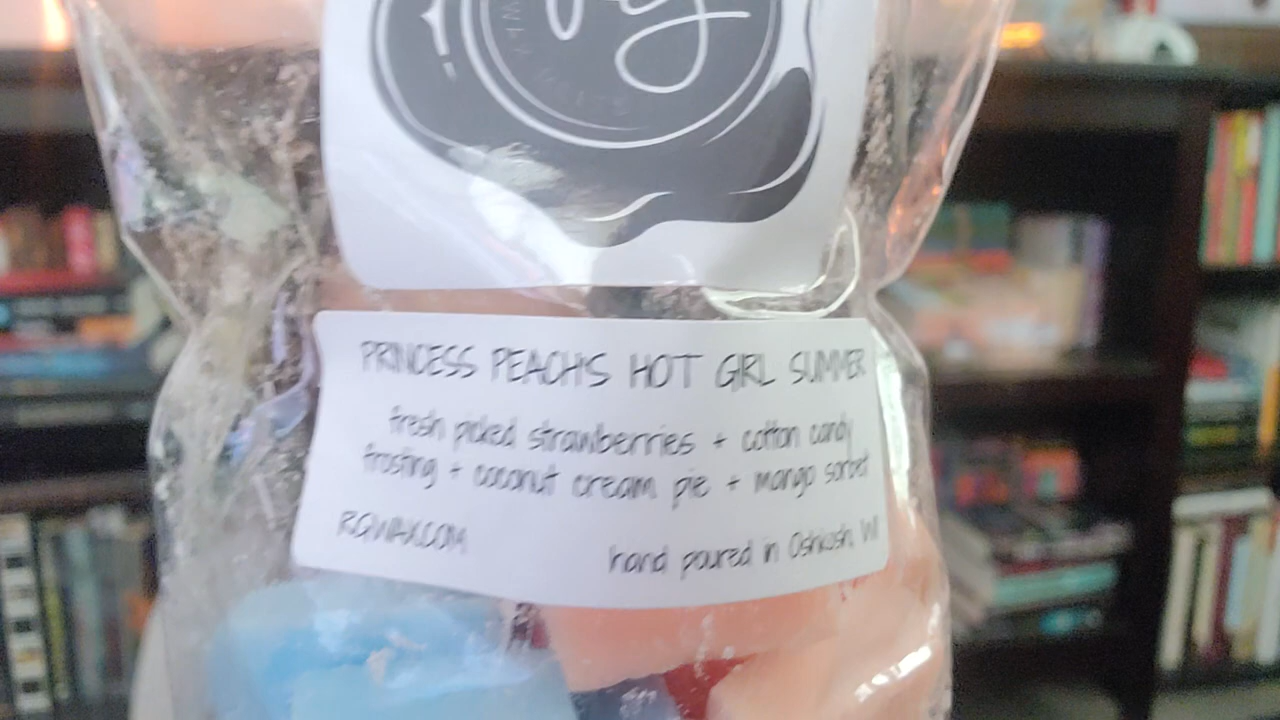 PRINCESS PEACH'S HOT GIRL SUMMER
fresh picked strawberries + cotton candy
frosting + coconut cream pie + mango sorbet
RGWAX.COM
hand poured in Oshkosh, WI